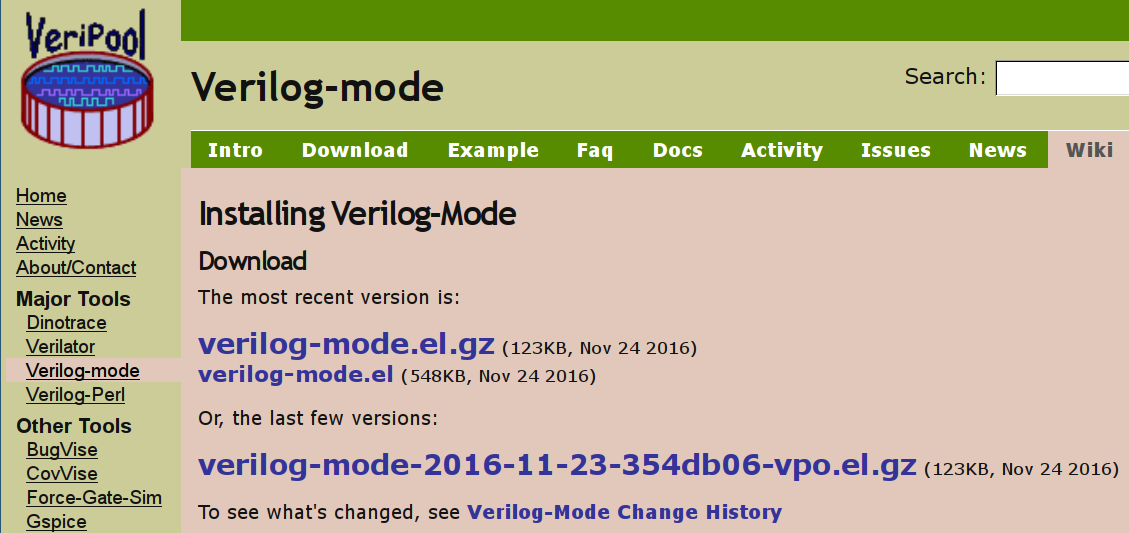 VeriPool
Verilog-mode
Search:
Intro Download Example Faq Docs Activity Issues News Wiki
Home
News
Activity
About/Contact
Major Tools
Dinotrace
Verilator
Verilog-mode
Verilog-Perl
Other Tools
BugVise
CovVise
Force-Gate-Sim
Gspice
Installing Verilog-Mode
Download
The most recent version is:
verilog-mode.el.gz (123KB, Nov 24 2016)
verilog-mode.el (548KB, Nov 24 2016)
Or, the last few versions:
verilog-mode-2016-11-23-354db06-vpo.el.gz (123KB, Nov 24 2016)
To see what's changed, see Verilog-Mode Change History